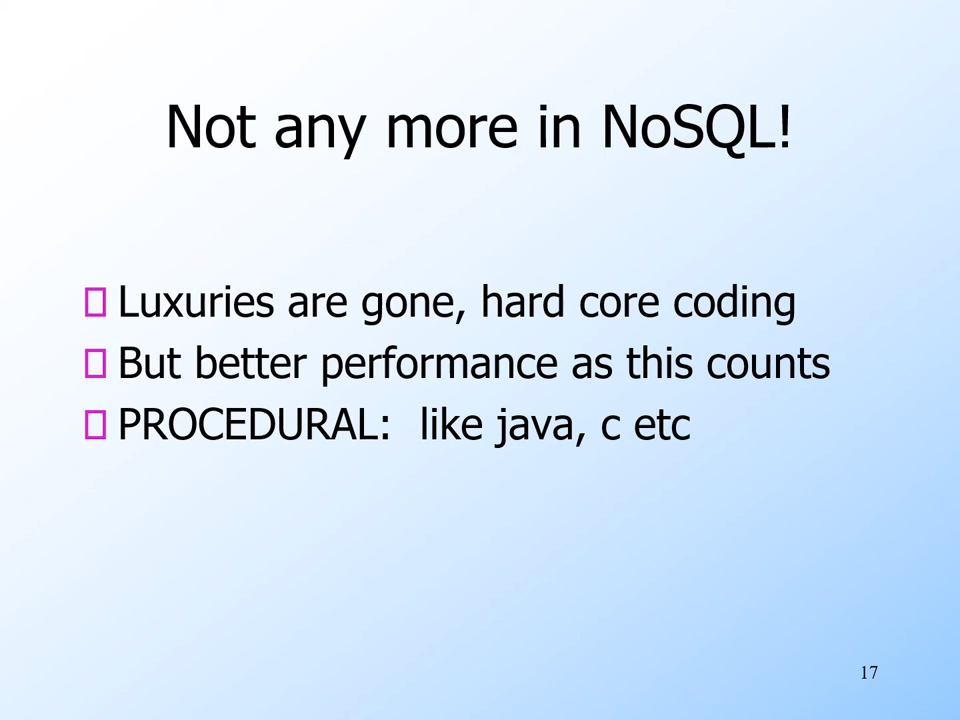 Not any more in NoSQL!
Luxuries are gone, hard core coding
But better performance as this counts
PROCEDURAL:  like java, c etc
17